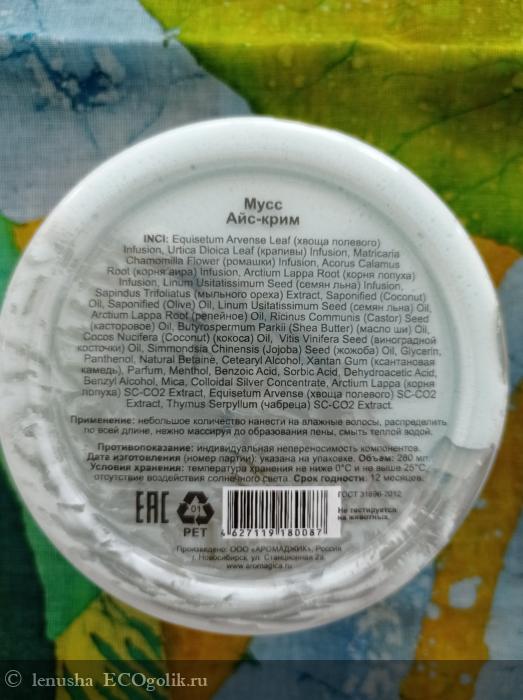 Мусс
Айс-крим
INCI: Equisetum Arvense Leaf (хвоща полевого)
Infusion, Urtica Dioica Leaf (крапивы) Infusion, Matricaria
Chamomilla Flower (ромашки) Infusion, Acorus Calamus
Root (корня аира) Infusion, Arctium Lappa Root (корня лопуха)
Infusion, Linum Usitatissimum Seed (семян льна) Infusion,
Sapindus Trifoliatus (мыльного ореха) Extract, Saponified (Coconut)
Oil, Saponified (Olive) Oil, Linum Usitatissimum (семян льна) Oil,
Arctium Lappa Root (репейное) Oil, Ricinus Communis (Castor) Seed
(касторовое) Oil, Butyrospermum Parkii (Shea Butter) (масло ши) Oil,
Cocos Nucifera (Coconut) (кокоса) Oil, Vitis Vinifera Seed (виноградной
косточки) Oil, Simmondsia Chinensis (Jojoba) Seed (жожоба) Oil, Glycerin,
Panthenol, Natural Betaine, Cetearyl Alcohol, Xantan Gum (ксантановая
камедь), Parfum, Menthol, Benzoic Acid, Sorbic Acid, Dehydroacetic Acid,
Benzyl Alcohol, Mica, Colloidal Silver Concentrate, Arctium Lappa (корня
лопуха) SC-CO2 Extract, Equisetum Arvense (хвоща полевого) SC-CO2
Extract, Thymus Serpyllum (чабреца) SC-CO2 Extract.
Применение: небольшое количество нанести на влажные волосы, распределить
по всей длине, нежно массируя до образования пены, смыть теплой водой.
Противопоказание: индивидуальная непереносимость компонентов.
Дата изготовления (номер партии): указана на упаковке. Объем: 280 мл.
Условия хранения: температура хранения не ниже 0°С и не выше 25°С,
отсутствие воздействия солнечного света. Срок годности: 12 месяцев.
EAC 01 PET
4 627119 180087
ГОСТ 31696-2012
Не тестируется
на животных.
Произведено: ООО «АРОМАДЖИК», Россия
г. Новосибирск, ул. Станционная 2а
www.aromagica.ru
© lenusha ECOgolik.ru